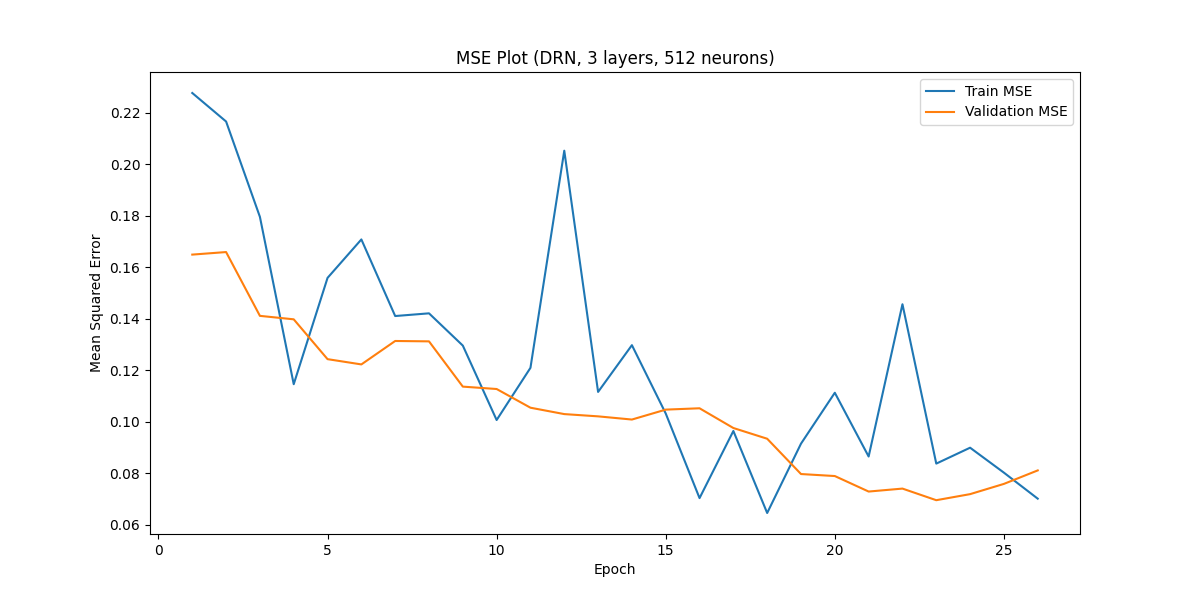 MSE Plot (DRN, 3 layers, 512 neurons)
Train MSE
Validation MSE
Mean Squared Error
0.22
0.20
0.18
0.16
0.14
0.12
0.10
0.08
0.06
0 5 10 15 20 25
Epoch